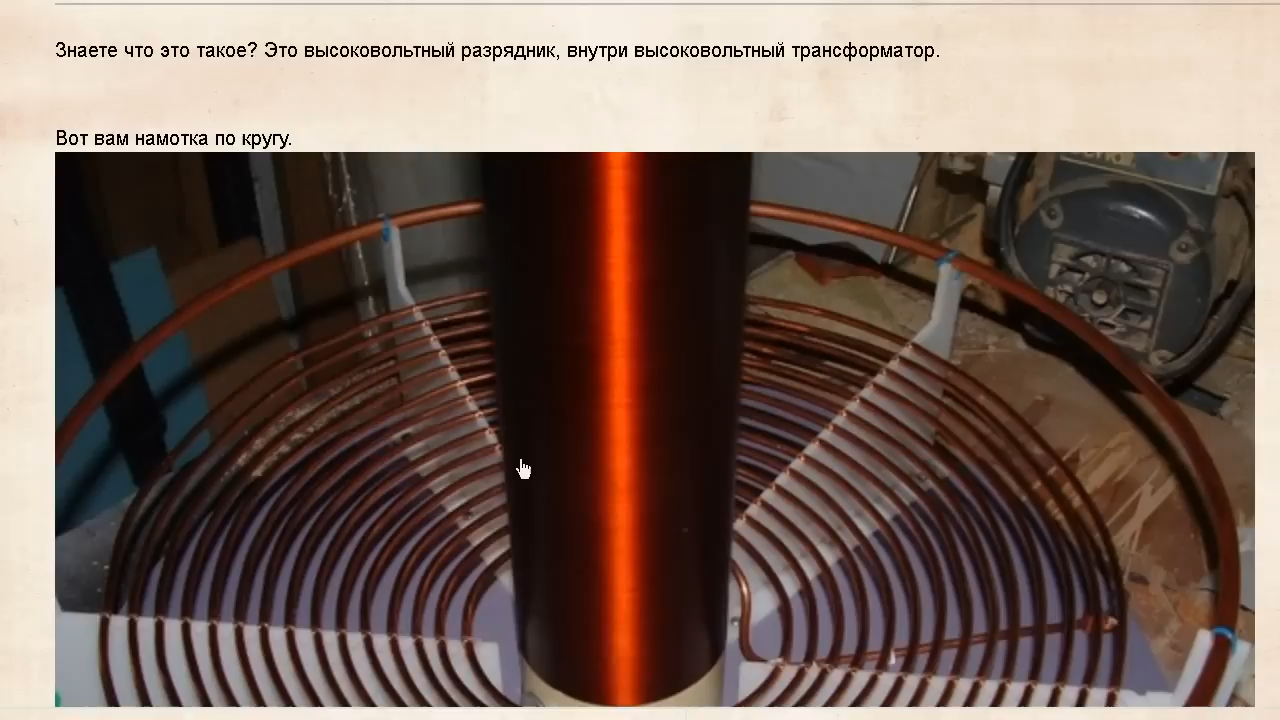 Знаете что это такое? Это высоковольтный разрядник, внутри высоковольтный трансформатор.
Вот вам намотка по кругу.